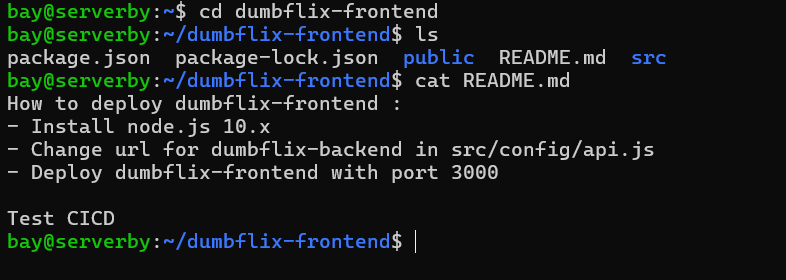 bay@serverby:~$ cd dumbflix-frontend
bay@serverby:~/dumbflix-frontend$ ls
package.json  package-lock.json  public  README.md  src
bay@serverby:~/dumbflix-frontend$ cat README.md
How to deploy dumbflix-frontend :
- Install node.js 10.x
- Change url for dumbflix-backend in src/config/api.js
- Deploy dumbflix-frontend with port 3000

Test CICD
bay@serverby:~/dumbflix-frontend$